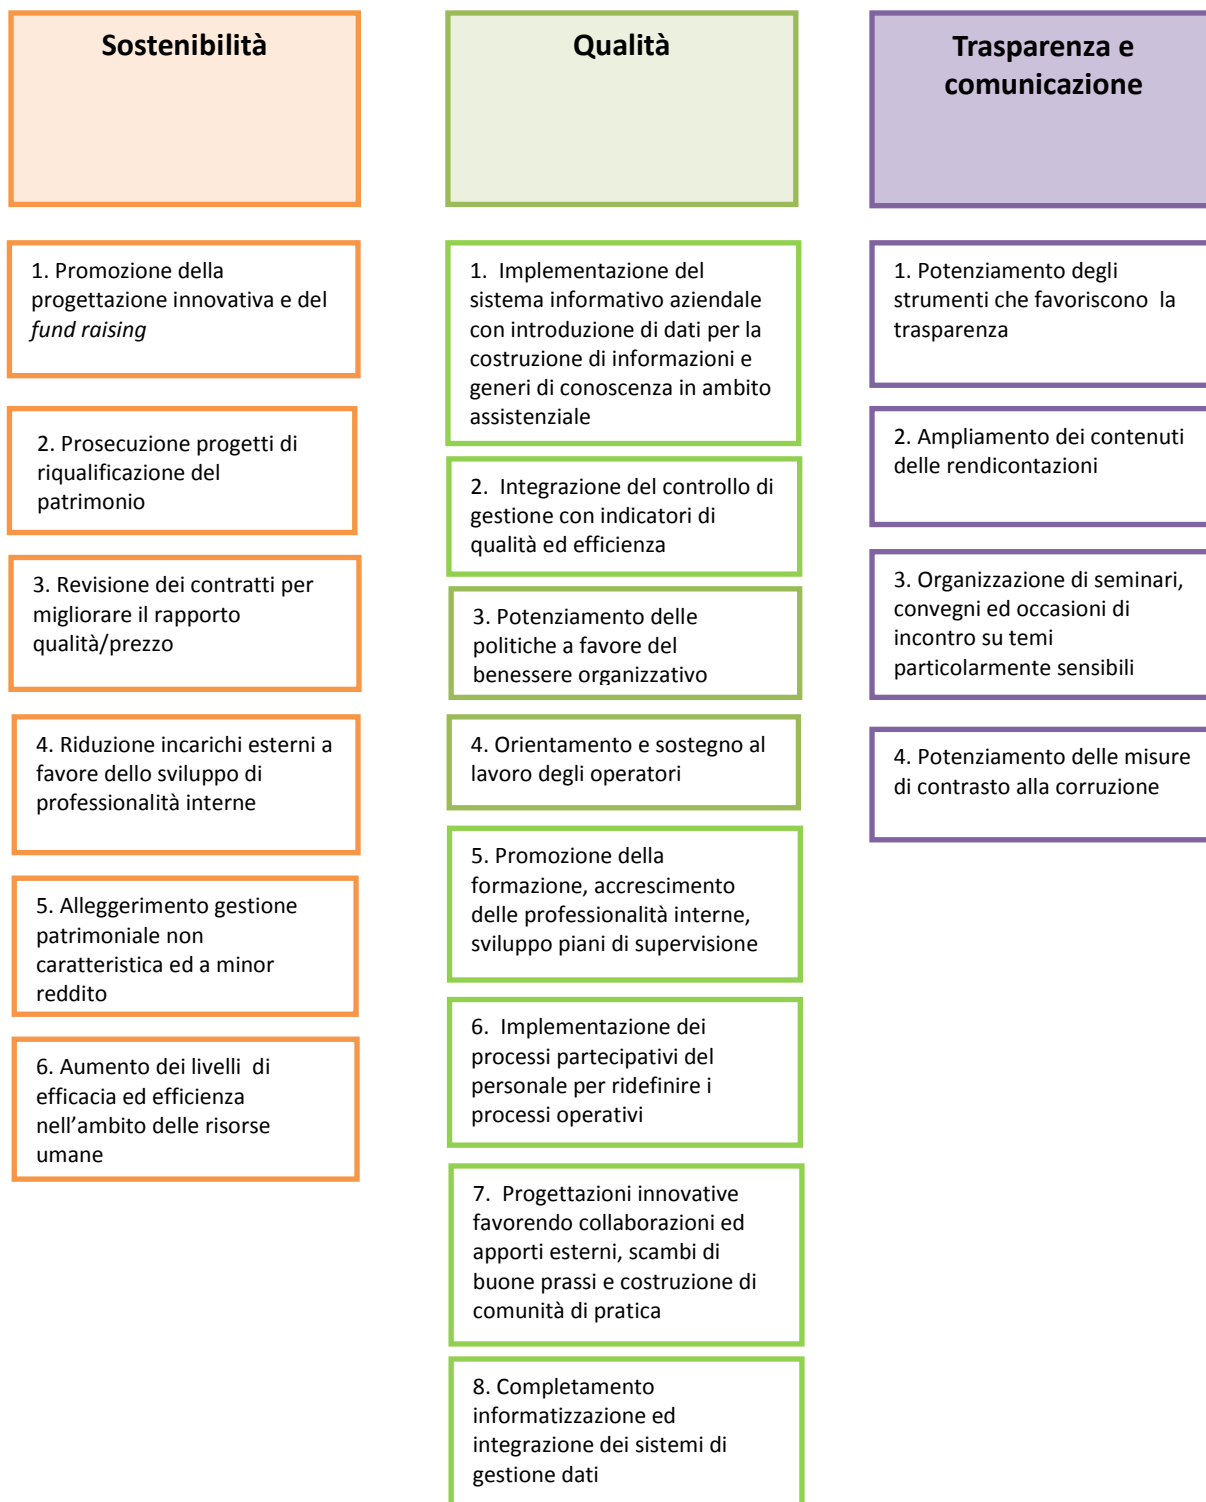 Sostenibilità
1. Promozione della
progettazione innovativa e del
fund raising
2. Prosecuzione progetti di
riqualificazione del
patrimonio
3. Revisione dei contratti per
migliorare il rapporto
qualità/prezzo
4. Riduzione incarichi esterni a
favore dello sviluppo di
professionalità interne
5. Alleggerimento gestione
patrimoniale non
caratteristica ed a minor
reddito
6. Aumento dei livelli di
efficacia ed efficienza
nell’ambito delle risorse
umane
Qualità
1. Implementazione del
sistema informativo aziendale
con introduzione di dati per la
costruzione di informazioni e
generi di conoscenza in ambito
assistenziale
2. Integrazione del controllo di
gestione con indicatori di
qualità ed efficienza
3. Potenziamento delle
politiche a favore del
benessere organizzativo
4. Orientamento e sostegno al
lavoro degli operatori
5. Promozione della
formazione, accrescimento
delle professionalità interne,
sviluppo piani di supervisione
6. Implementazione dei
processi partecipativi del
personale per ridefinire i
processi operativi
7. Progettazioni innovative
favorendo collaborazioni ed
apporti esterni, scambi di
buone prassi e costruzione di
comunità di pratica
8. Completamento
informatizzazione ed
integrazione dei sistemi di
gestione dati
Trasparenza e
comunicazione
1. Potenziamento degli
strumenti che favoriscono la
trasparenza
2. Ampliamento dei contenuti
delle rendicontazioni
3. Organizzazione di seminari,
convegni ed occasioni di
incontro su temi
particolarmente sensibili
4. Potenziamento delle misure
di contrasto alla corruzione